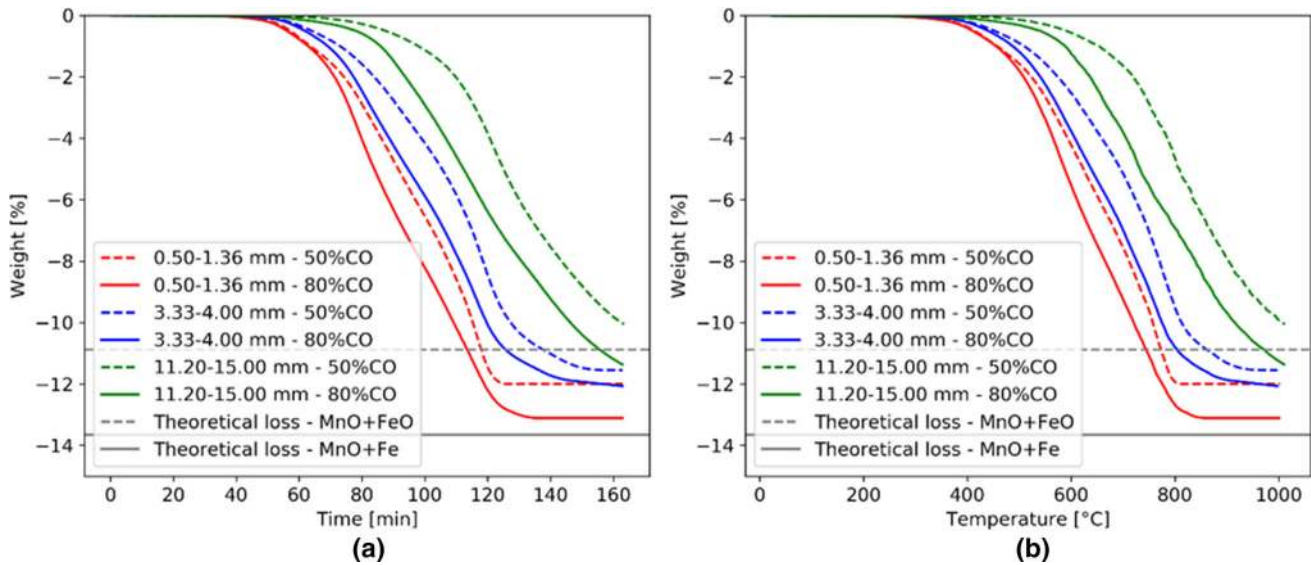 0
−2
−4
−6
−8
−10
−12
−14
Weight [%]
0.50-1.36 mm - 50%CO
0.50-1.36 mm - 80%CO
3.33-4.00 mm - 50%CO
3.33-4.00 mm - 80%CO
11.20-15.00 mm - 50%CO
11.20-15.00 mm - 80%CO
Theoretical loss - MnO+FeO
Theoretical loss - MnO+Fe
0 20 40 60 80 100 120 140 160
Time [min]
(a)
0
−2
−4
−6
−8
−10
−12
−14
Weight [%]
0.50-1.36 mm - 50%CO
0.50-1.36 mm - 80%CO
3.33-4.00 mm - 50%CO
3.33-4.00 mm - 80%CO
11.20-15.00 mm - 50%CO
11.20-15.00 mm - 80%CO
Theoretical loss - MnO+FeO
Theoretical loss - MnO+Fe
0 200 400 600 800 1000
Temperature [°C]
(b)